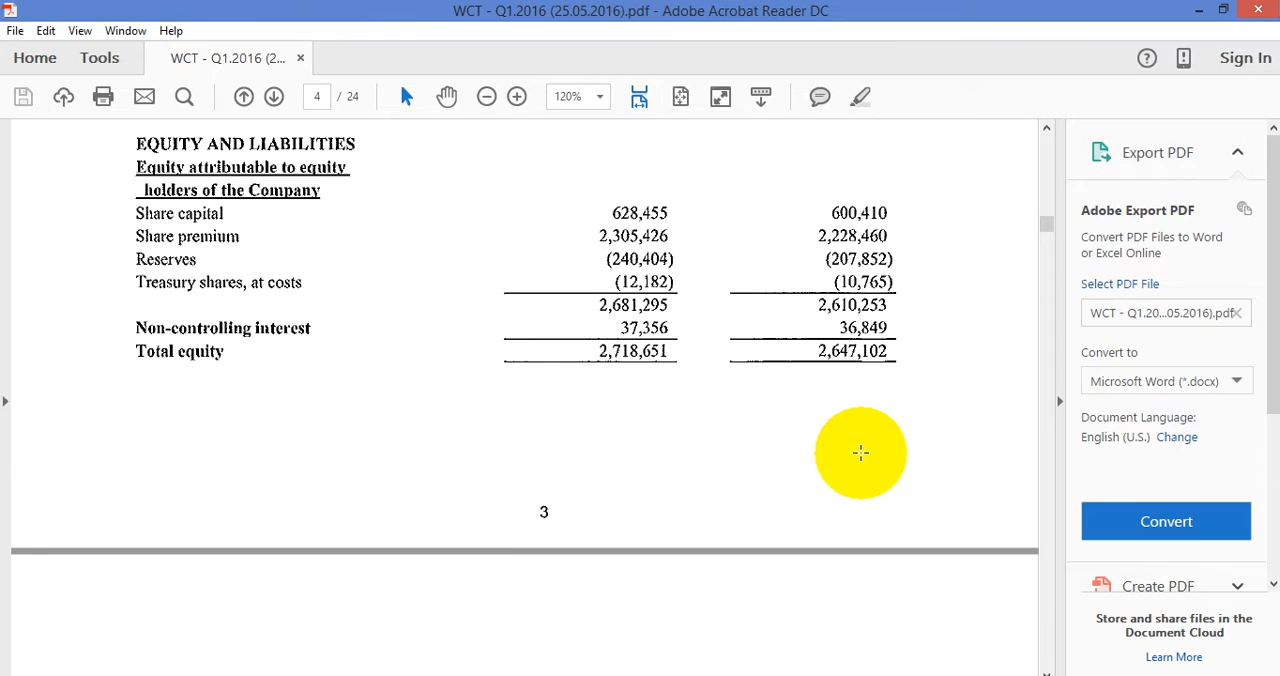 WCT - Q1.2016 (25.05.2016).pdf - Adobe Acrobat Reader DC
File Edit View Window Help
Home Tools WCT - Q1.2016 (2... × Sign In
4 / 24 120%
EQUITY AND LIABILITIES
Equity attributable to equity
holders of the Company
Share capital 628,455 600,410
Share premium 2,305,426 2,228,460
Reserves (240,404) (207,852)
Treasury shares, at costs (12,182) (10,765)
2,681,295 2,610,253
Non-controlling interest 37,356 36,849
Total equity 2,718,651 2,647,102
3
Export PDF
Adobe Export PDF
Convert PDF Files to Word
or Excel Online
Select PDF File
WCT - Q1.20...05.2016).pdf ×
Convert to
Microsoft Word (*.docx)
Document Language:
English (U.S.) Change
Convert
Create PDF
Store and share files in the
Document Cloud
Learn More